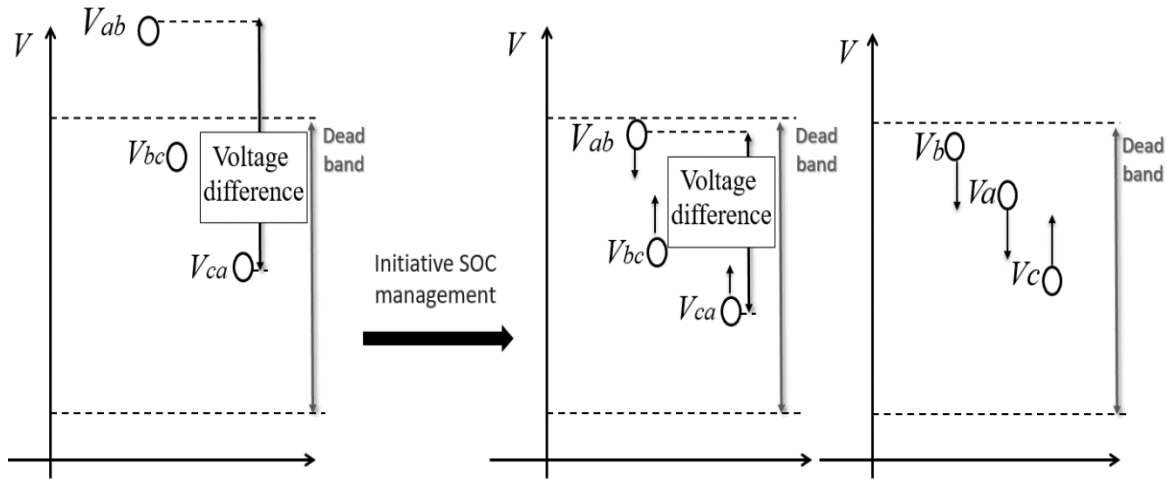 Vab
V
Vbc
Voltage
difference
Dead
band
Vca
Initiative SOC
management
V
Vab
Vbc
Voltage
difference
Dead
band
Vca
V
Vb
Va
Vc
Dead
band